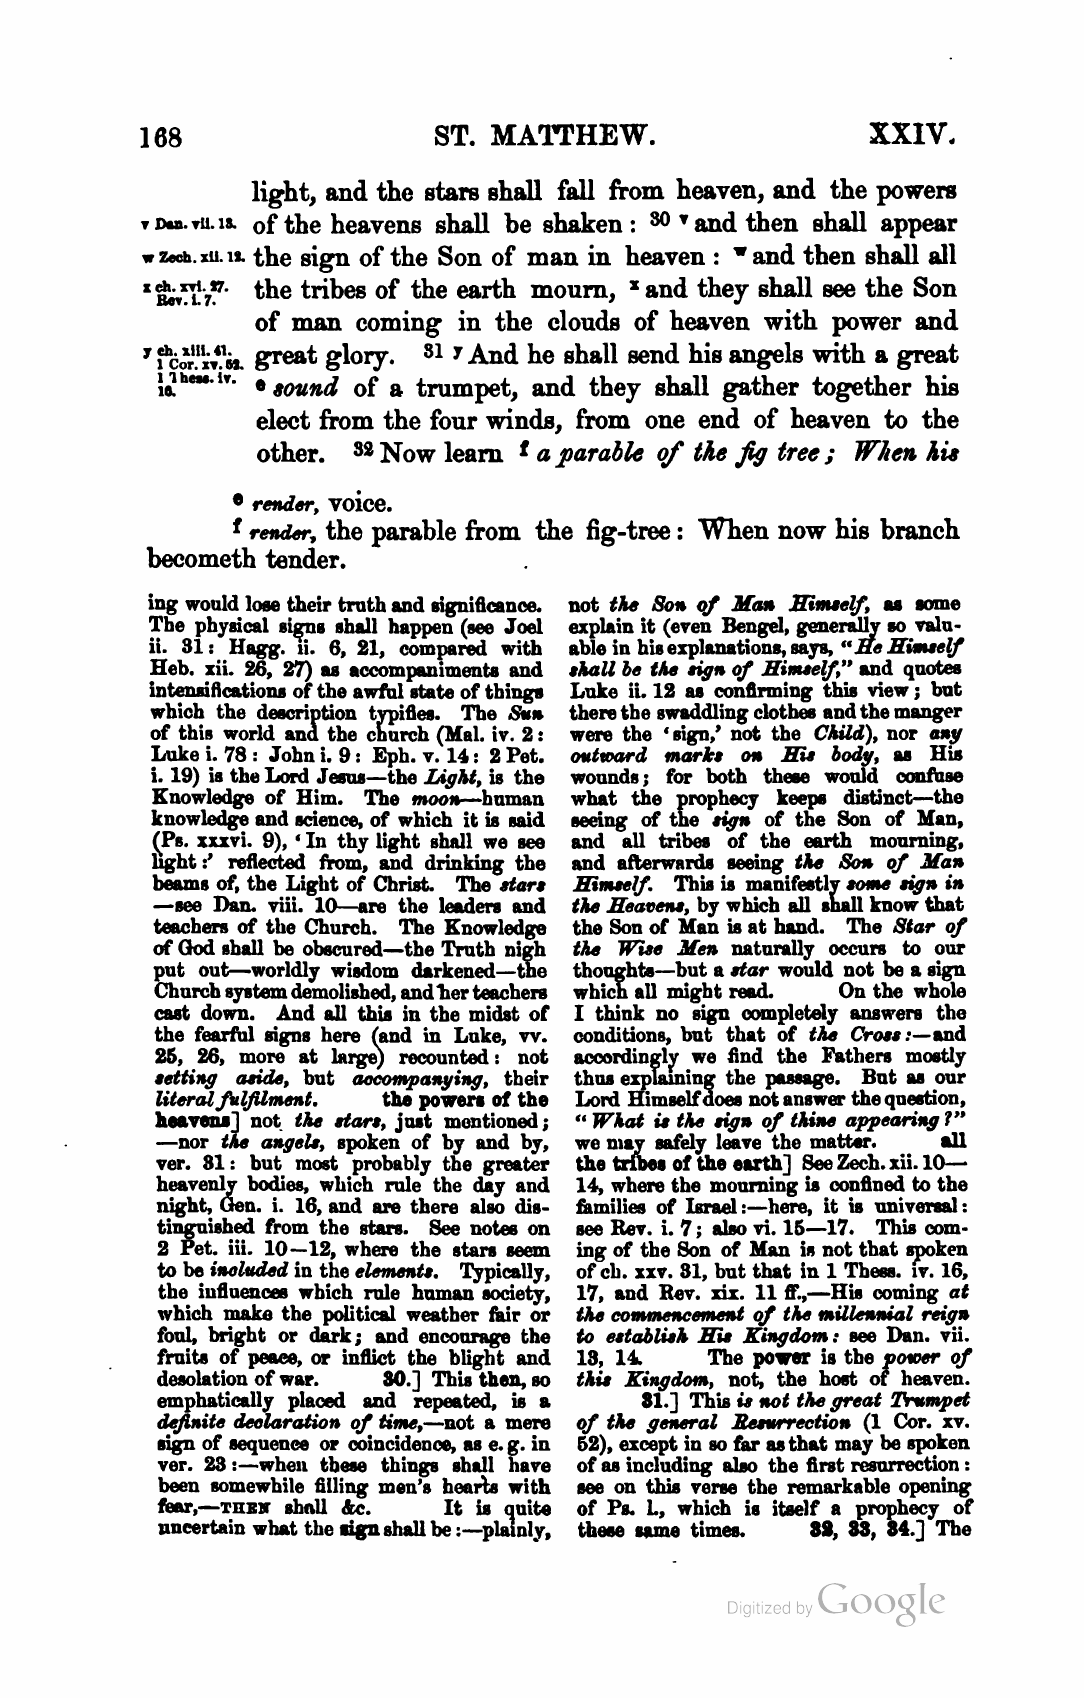 168 ST. MATTHEW. XXIV.
light, and the stars shall fall from heaven, and the powers
v Dan. vii. 13. of the heavens shall be shaken : 30 v and then shall appear
w Zech. xii. 12. the sign of the Son of man in heaven : w and then shall all
x ch. xvi. 27. the tribes of the earth mourn, x and they shall see the Son
Rev. i. 7.
of man coming in the clouds of heaven with power and
y ch. xiii. 41. great glory. 31 y And he shall send his angels with a great
1 Cor. xv. 52.
1 Thess. iv. e sound of a trumpet, and they shall gather together his
16.
elect from the four winds, from one end of heaven to the
other. 32 Now learn f a parable of the fig tree ; When his
e render, voice.
f render, the parable from the fig-tree : When now his branch
becometh tender.
ing would lose their truth and significance.
The physical signs shall happen (see Joel
ii. 31: Hagg. ii. 6, 21, compared with
Heb. xii. 26, 27) as accompaniments and
intensifications of the awful state of things
which the description typifies. The Sun
of this world and the church (Mal. iv. 2 :
Luke i. 78 : John i. 9 : Eph. v. 14 : 2 Pet.
i. 19) is the Lord Jesus—the Light, is the
Knowledge of Him. The moon—human
knowledge and science, of which it is said
(Ps. xxxvi. 9), ‘In thy light shall we see
light :’ reflected from, and drinking the
beams of, the Light of Christ. The stars
—see Dan. viii. 10—are the leaders and
teachers of the Church. The Knowledge
of God shall be obscured—the Truth nigh
put out—worldly wisdom darkened—the
Church system demolished, and her teachers
cast down. And all this in the midst of
the fearful signs here (and in Luke, vv.
25, 26, more at large) recounted : not
setting aside, but accompanying, their
literal fulfilment. the powers of the
heavens] not the stars, just mentioned ;
—nor the angels, spoken of by and by,
ver. 31 : but most probably the greater
heavenly bodies, which rule the day and
night, Gen. i. 16, and are there also dis-
tinguished from the stars. See notes on
2 Pet. iii. 10—12, where the stars seem
to be included in the elements. Typically,
the influences which rule human society,
which make the political weather fair or
foul, bright or dark; and encourage the
fruits of peace, or inflict the blight and
desolation of war. 30.] This then, so
emphatically placed and repeated, is a
definite declaration of time,—not a mere
sign of sequence or coincidence, as e. g. in
ver. 23 :—when these things shall have
been somewhile filling men's hearts with
fear,—THEN shall &c. It is quite
uncertain what the sign shall be :—plainly,
not the Son of Man Himself, as some
explain it (even Bengel, generally so valu-
able in his explanations, says, “He Himself
shall be the sign of Himself,” and quotes
Luke ii. 12 as confirming this view ; but
there the swaddling clothes and the manger
were the ‘sign,’ not the Child), nor any
outward marks on His body, as His
wounds ; for both these would confuse
what the prophecy keeps distinct—the
seeing of the sign of the Son of Man,
and all tribes of the earth mourning,
and afterwards seeing the Son of Man
Himself. This is manifestly some sign in
the Heavens, by which all shall know that
the Son of Man is at hand. The Star of
the Wise Men naturally occurs to our
thoughts—but a star would not be a sign
which all might read. On the whole
I think no sign completely answers the
conditions, but that of the Cross :—and
accordingly we find the Fathers mostly
thus explaining the passage. But as our
Lord Himself does not answer the question,
“What is the sign of thine appearing ?”
we may safely leave the matter. all
the tribes of the earth] See Zech. xii. 10—
14, where the mourning is confined to the
families of Israel :—here, it is universal :
see Rev. i. 7 ; also vi. 15—17. This com-
ing of the Son of Man is not that spoken
of ch. xxv. 31, but that in 1 Thess. iv. 16,
17, and Rev. xix. 11 ff.,—His coming at
the commencement of the millennial reign
to establish His Kingdom : see Dan. vii.
13, 14. The power is the power of
this Kingdom, not, the host of heaven.
31.] This is not the great Trumpet
of the general Resurrection (1 Cor. xv.
52), except in so far as that may be spoken
of as including also the first resurrection :
see on this verse the remarkable opening
of Ps. l., which is itself a prophecy of
these same times. 32, 33, 34.] The
Digitized by Google